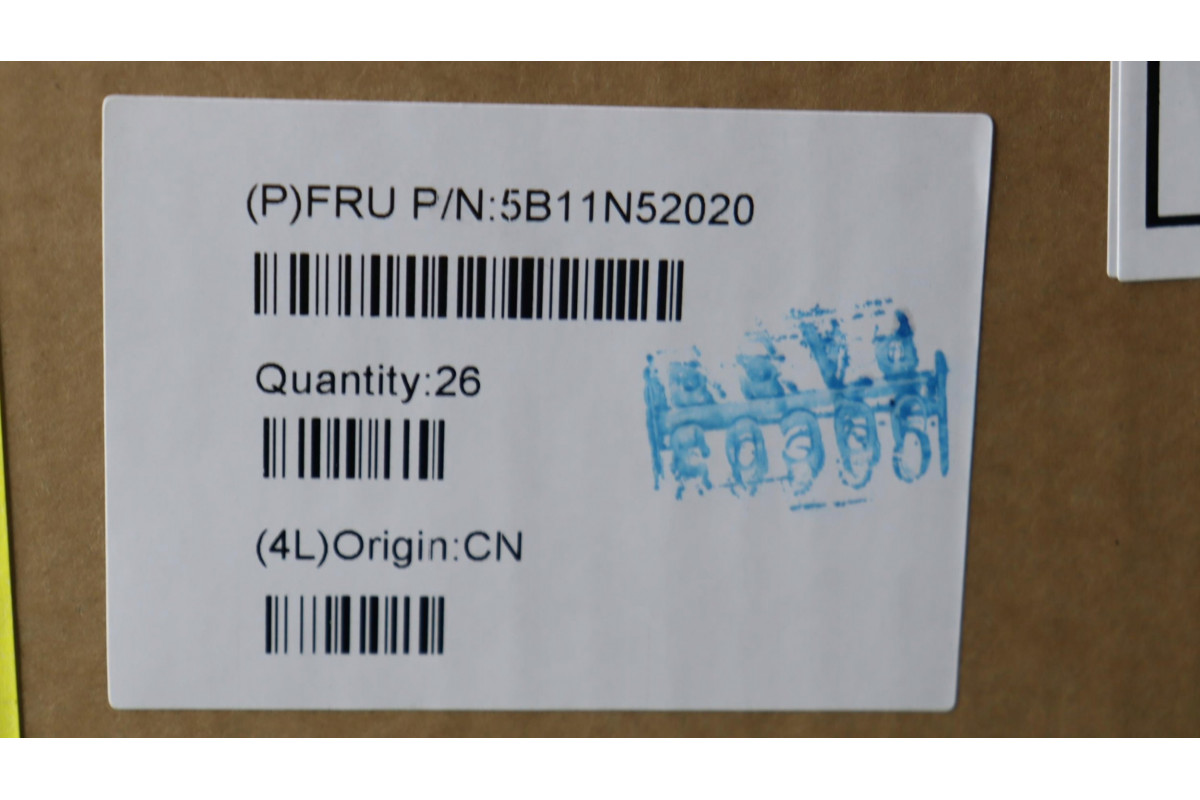 (P)FRU P/N:5B11N52020
Quantity:26
(4L)Origin:CN